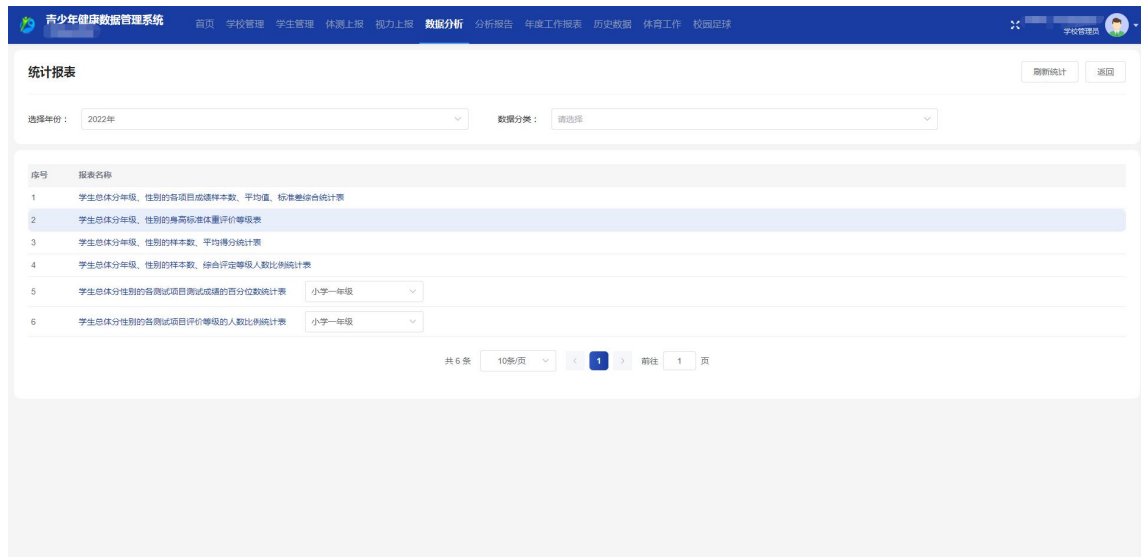 青少年健康数据管理系统
首页 学校管理 学生管理 体测上报 视力上报 数据分析 分析报告 年度工作报表 历史数据 体育工作 校园足球
学校管理员
统计报表
刷新统计 返回
选择年份： 2022年 数据分类： 请选择
序号 报表名称
1 学生总体分年级、性别的各项目成绩样本数、平均值、标准差综合统计表
2 学生总体分年级、性别的身高标准体重评价等级表
3 学生总体分年级、性别的样本数、平均得分统计表
4 学生总体分年级、性别的样本数、综合评定等级人数比例统计表
5 学生总体分性别的各测试项目测试成绩的百分位数统计表 小学一年级
6 学生总体分性别的各测试项目评价等级的人数比例统计表 小学一年级
共 6 条 10条/页 1 前往 1 页